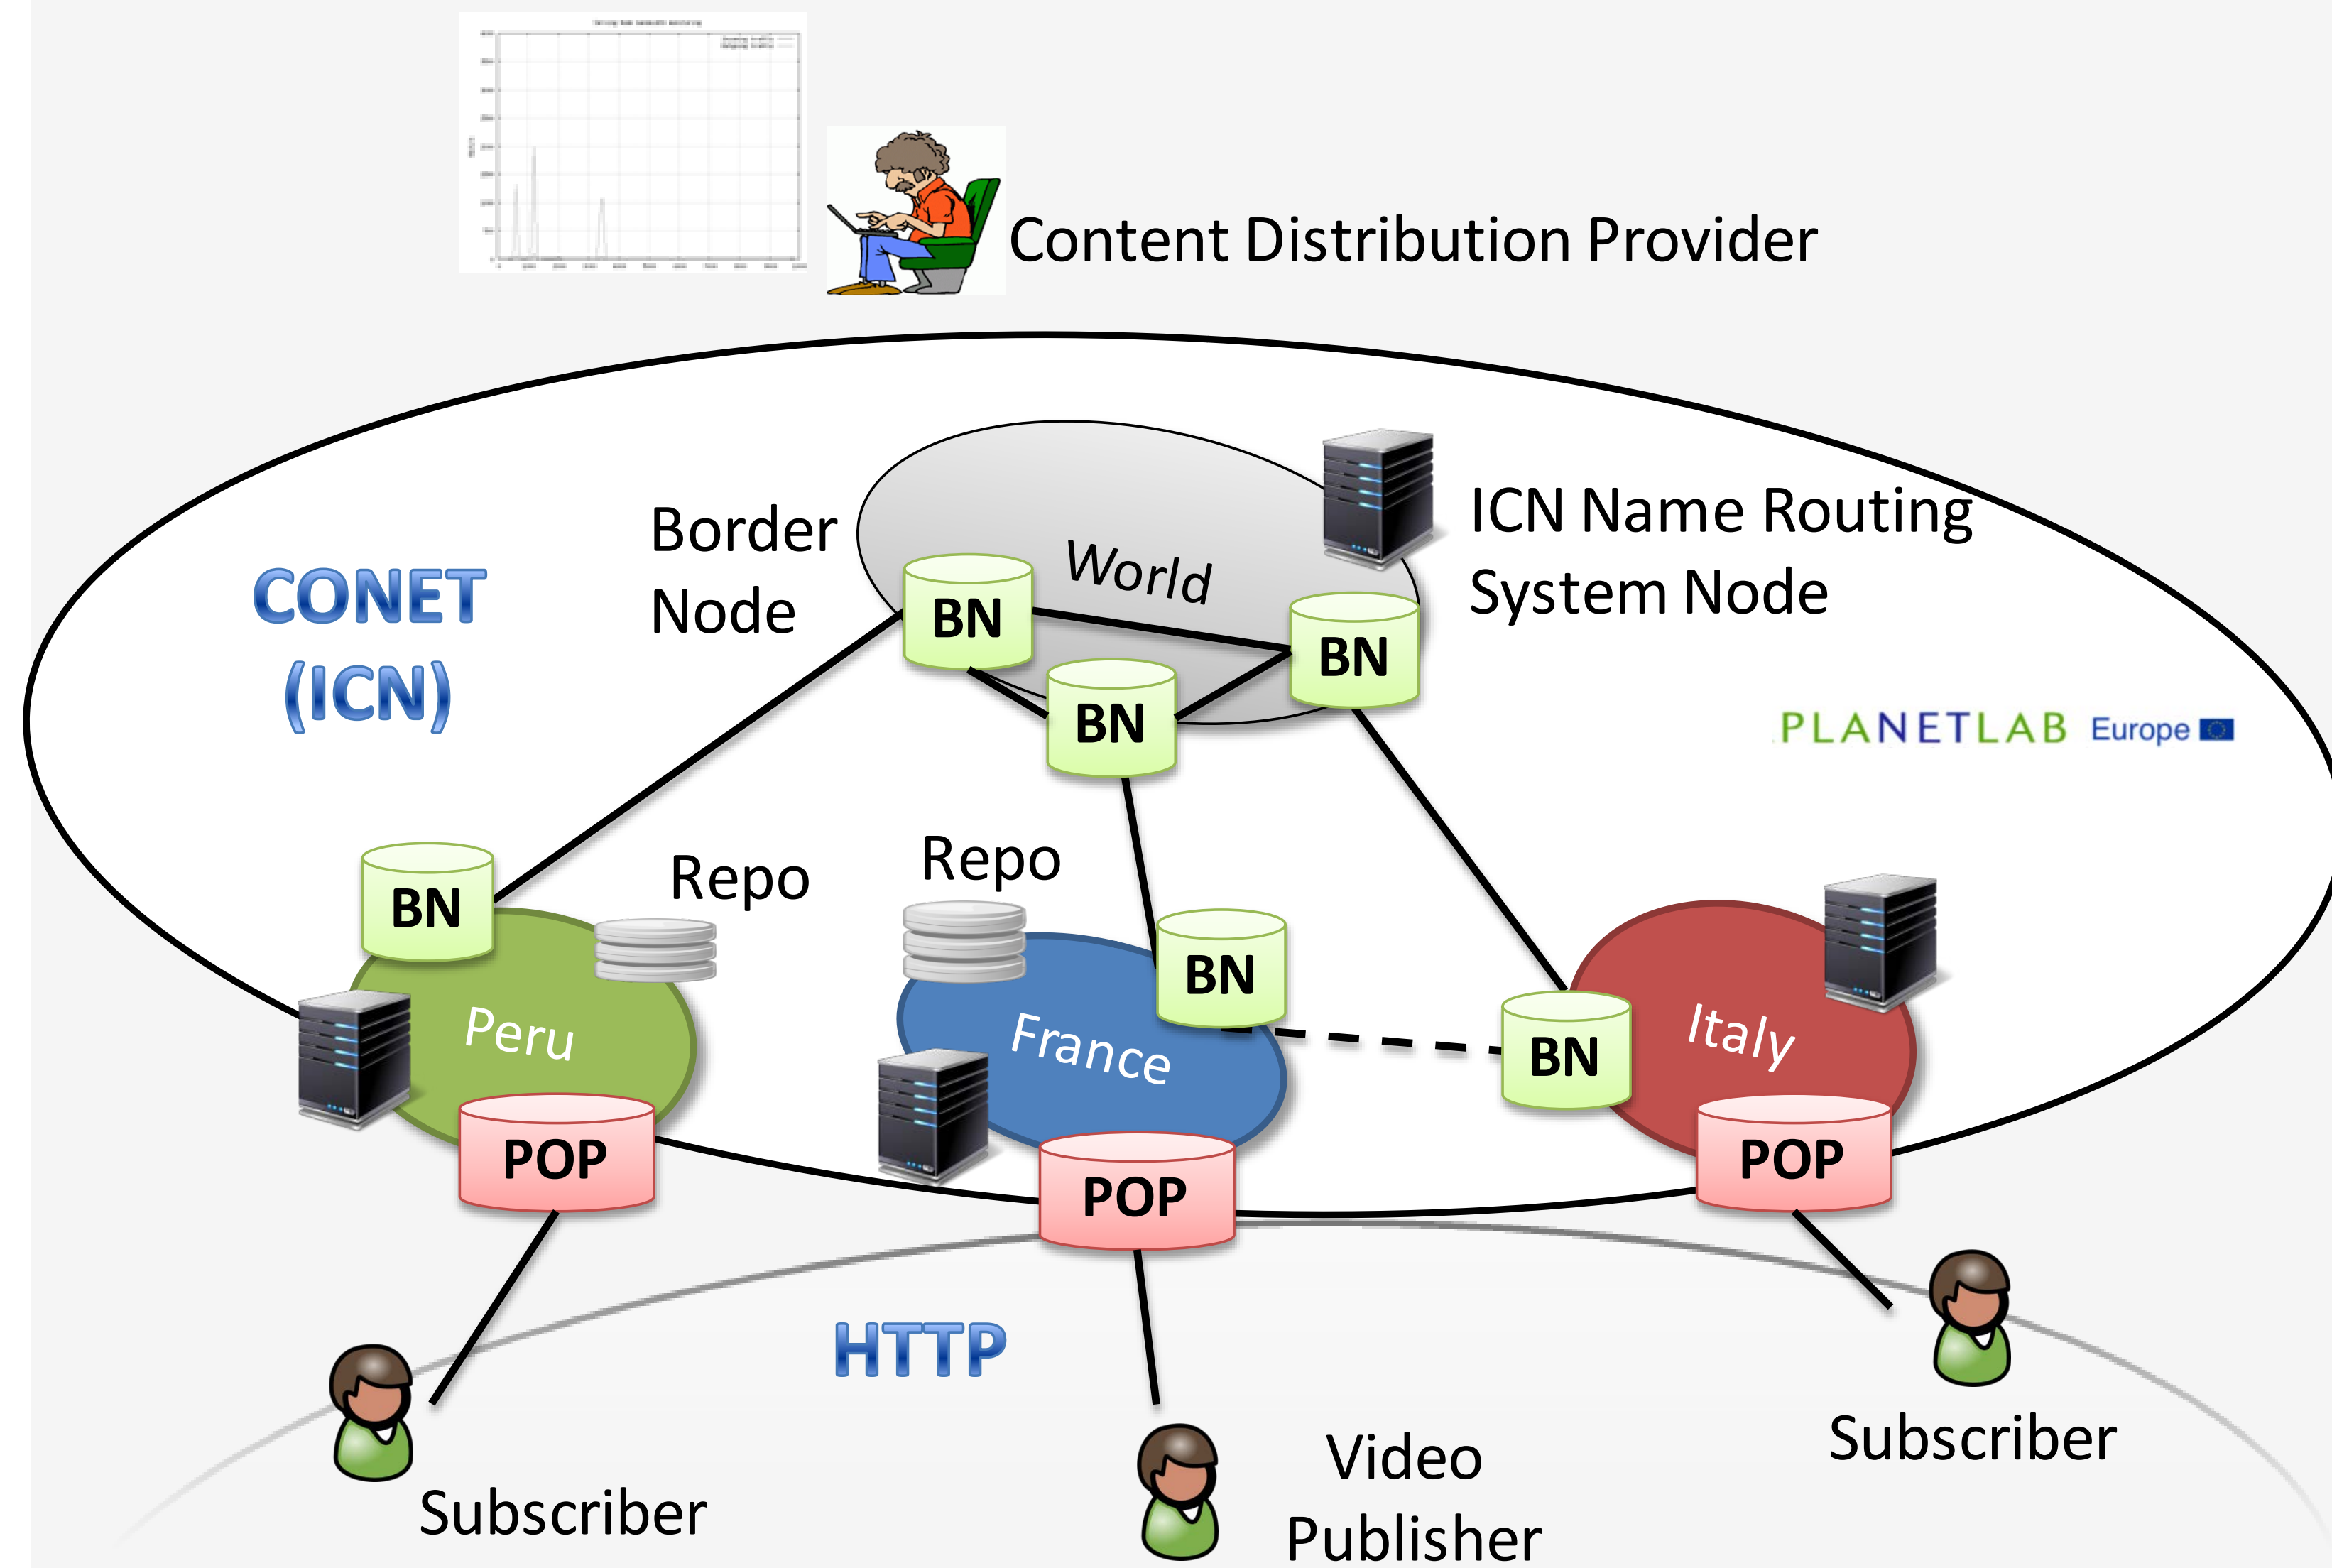 Content Distribution Provider
Border
Node
World
ICN Name Routing
System Node
CONET
(ICN)
BN
BN
BN
PLANETLAB Europe
Repo
Repo
BN
BN
BN
Peru
France
Italy
POP
POP
POP
HTTP
Subscriber
Video
Publisher
Subscriber